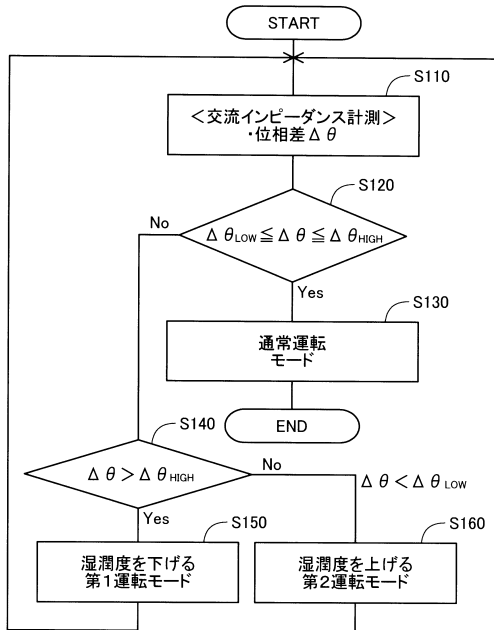 START
S110
＜交流インピーダンス計測＞
・位相差Δθ
S120
No
ΔθLOW≦Δθ≦ΔθHIGH
Yes
S130
通常運転
モード
END
S140
Δθ＞ΔθHIGH
No
Δθ＜ΔθLOW
Yes
S150
湿潤度を下げる
第1運転モード
S160
湿潤度を上げる
第2運転モード